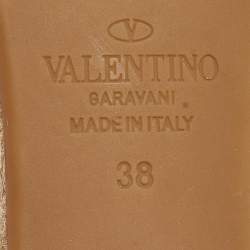 VALENTINO
GARAVANI
MADE IN ITALY
38